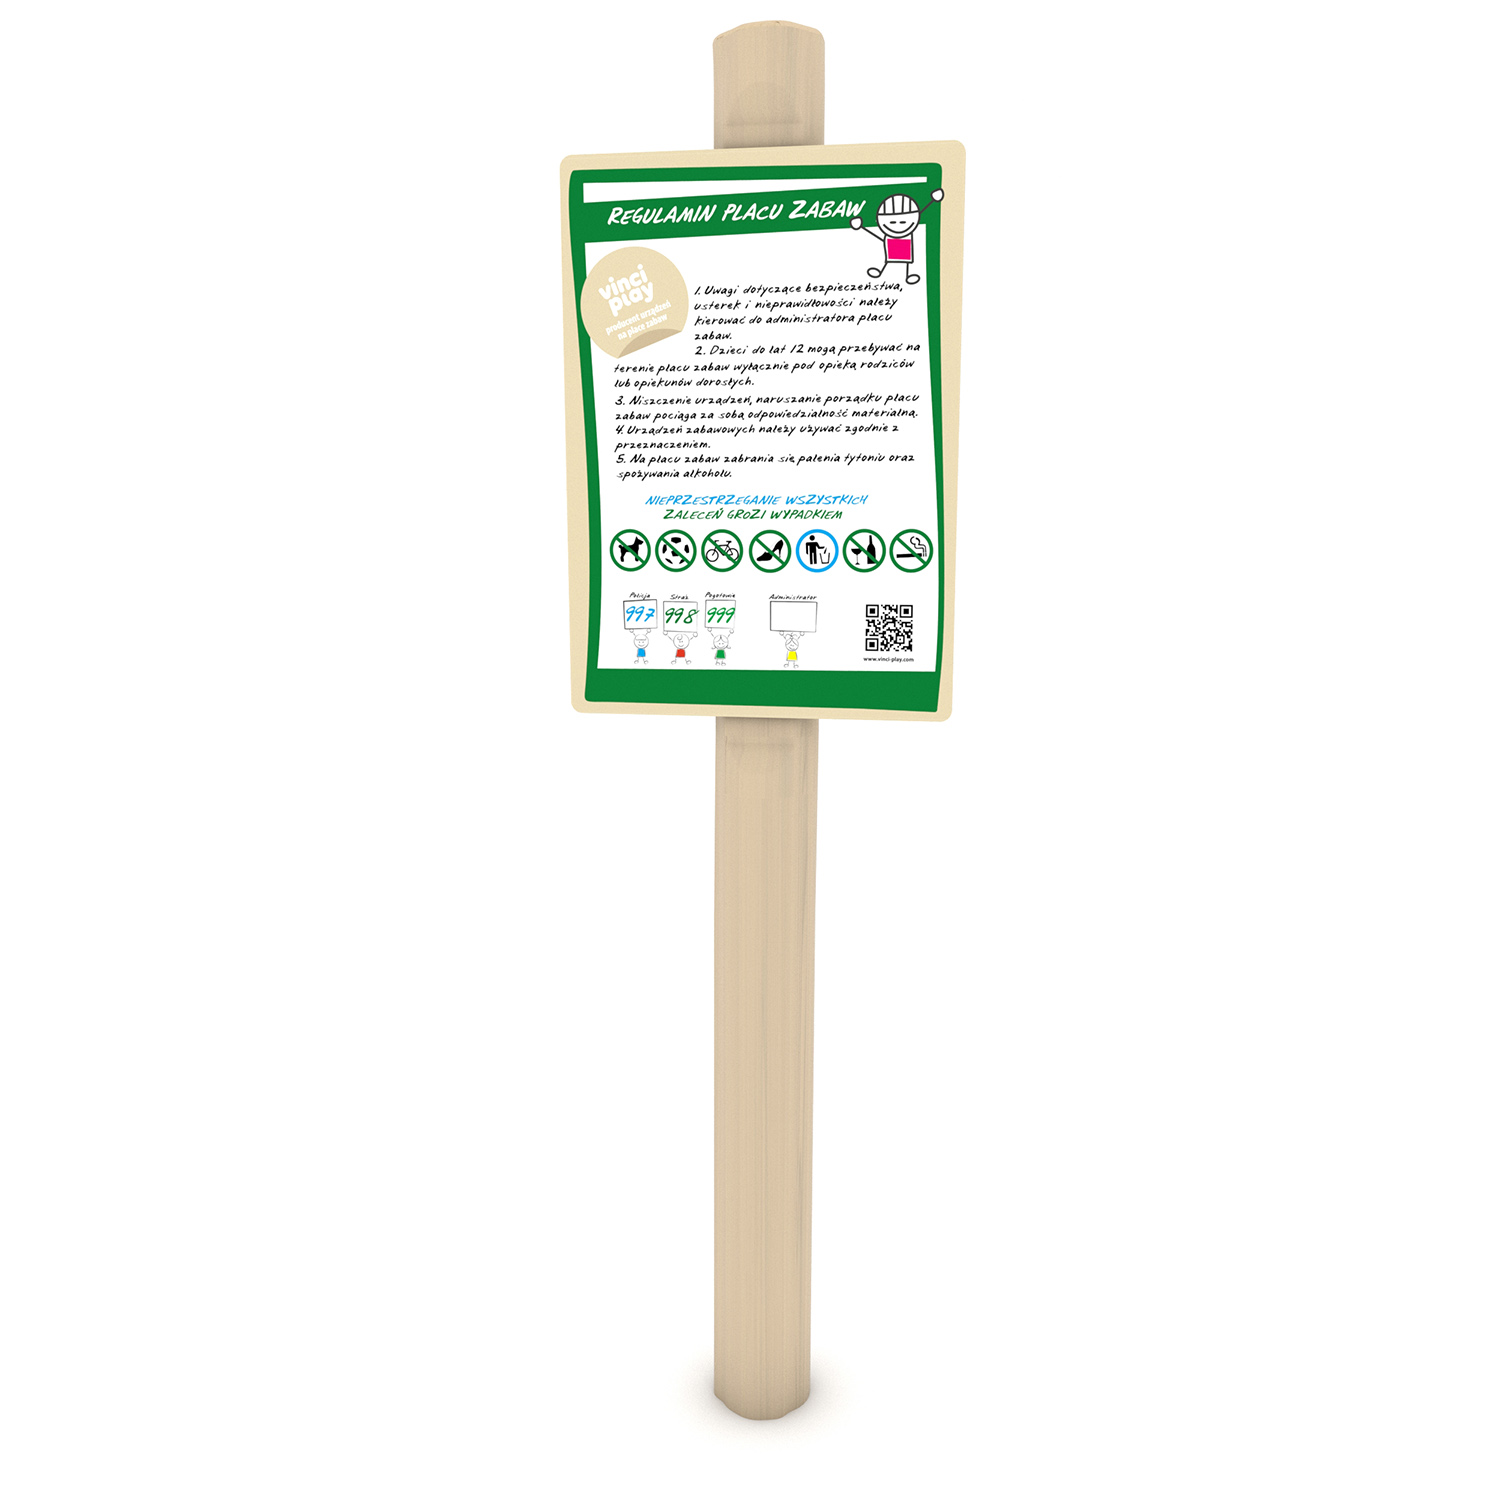 Regulamin placu Zabaw
vinci
play
producent urządzeń
na place zabaw
1. Uwagi dotyczące bezpieczeństwa,
usterek i nieprawidłowości należy
kierować do administratora placu
zabaw.
2. Dzieci do lat 12 mogą przebywać na
terenie placu zabaw wyłącznie pod opieką rodziców
lub opiekunów dorosłych.
3. Niszczenie urządzeń, naruszanie porządku placu
zabaw pociąga za sobą odpowiedzialność materialną.
4. Urządzeń zabawowych należy używać zgodnie z
przeznaczeniem.
5. Na placu zabaw zabrania się palenia tytoniu oraz
spożywania alkoholu.
NIEPRZESTRZEGANIE WSZYSTKICH
ZALECEŃ GROZI WYPADKIEM
Policja Straż Pogotowie Administrator
997 998 999
www.vinci-play.com